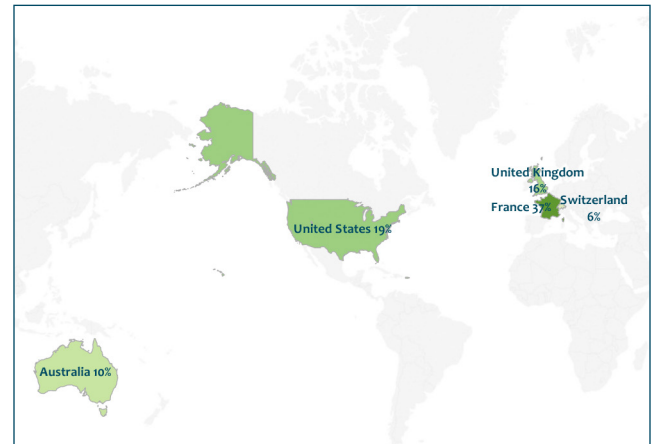 United Kingdom
16%
France 37%
Switzerland
6%
United States 19%
Australia 10%